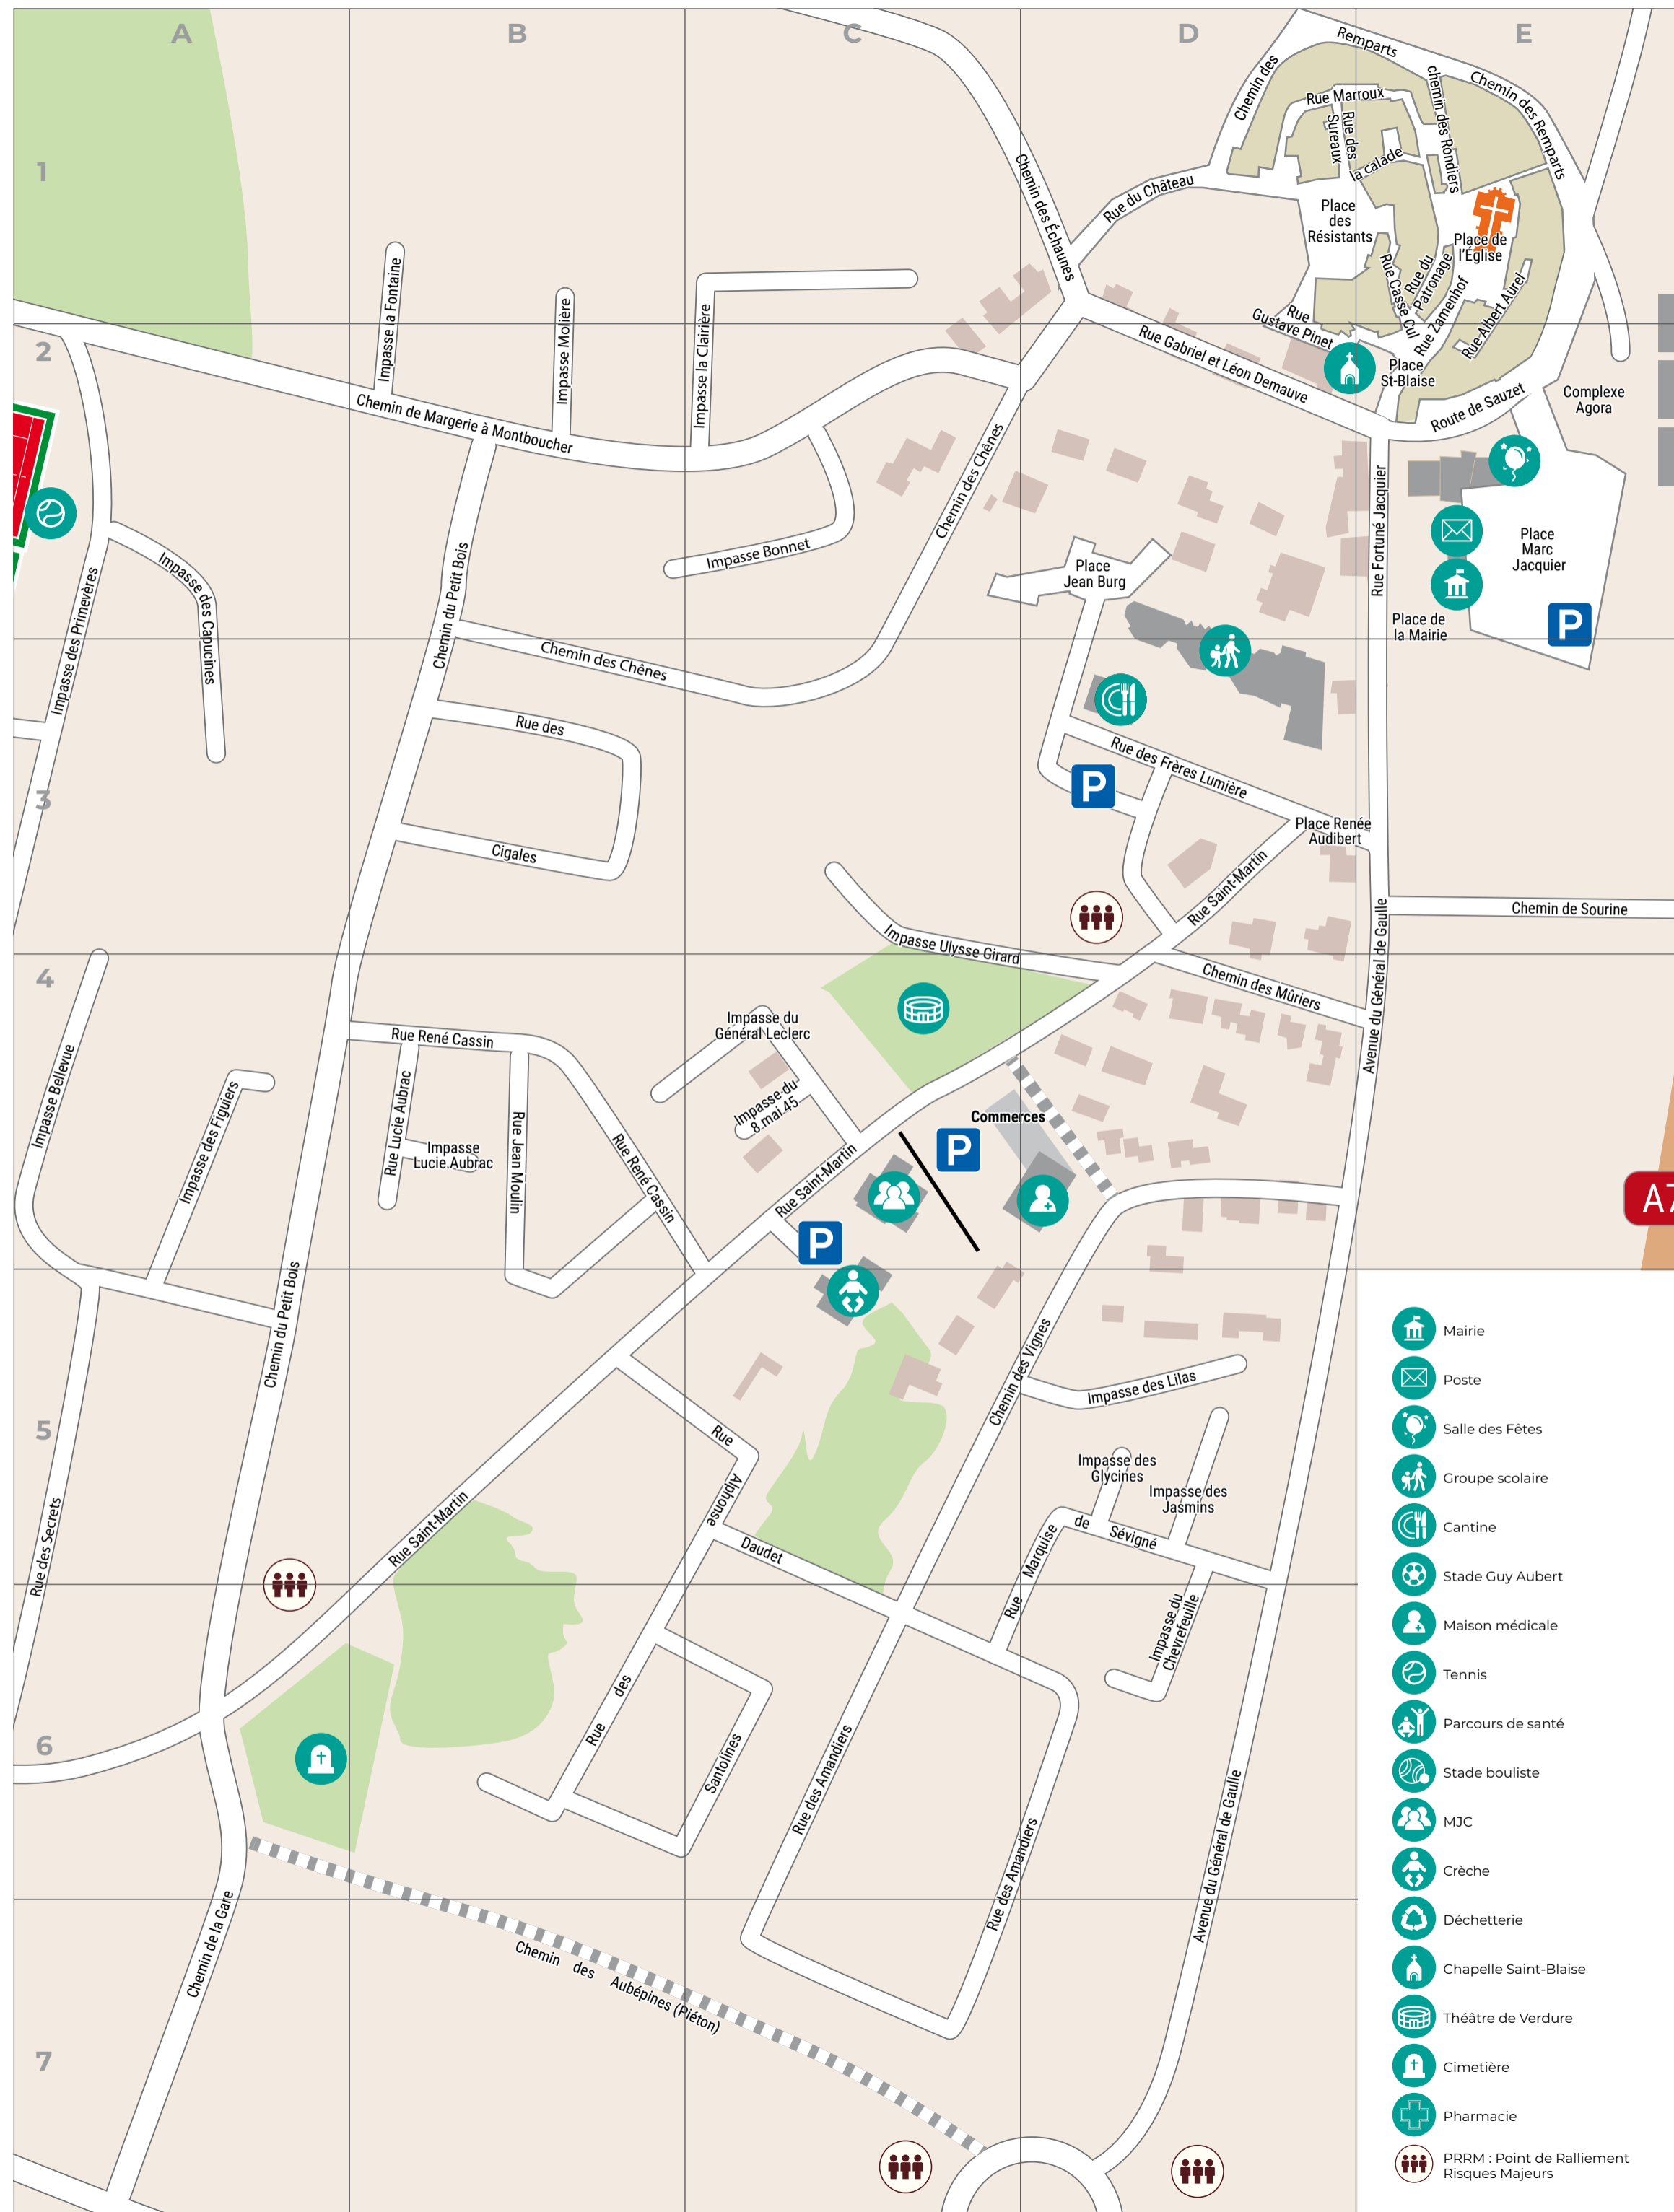 A
B
C
D
E
1
2
3
4
5
6
7
Remparts
Chemin des
Chemin des Remparts
Rue Marroux
chemin des Rondiers
Rue des
Sureaux
la calade
Chemin des Échaunes
Rue du Château
Place
des
Résistants
Place de
l'Église
Rue du
Patronage
Rue Casse Cul
Rue Zamenhof
Rue Albert Aurel
Rue
Gustave Pinet
Impasse la Fontaine
Impasse Molière
Impasse la Clairière
Rue Gabriel et Léon Demauve
Place
St-Blaise
Route de Sauzet
Complexe
Agora
Chemin de Margerie à Montboucher
Chemin des Chênes
Impasse Bonnet
Rue Fortuné Jacquier
Place
Marc
Jacquier
Place
Jean Burg
Impasse des Capucines
Impasse des Primevères
Chemin du Petit Bois
Place de
la Mairie
P
Chemin des Chênes
Rue des
Cigales
Rue des Frères Lumière
P
Place Renée
Audibert
Rue Saint-Martin
Chemin de Sourine
Impasse Ulysse Girard
Avenue du Général de Gaulle
Chemin des Mûriers
Impasse du
Général Leclerc
Rue René Cassin
Impasse Bellevue
Impasse des Figuiers
Rue Lucie Aubrac
Impasse
Lucie Aubrac
Rue Jean Moulin
Rue René Cassin
Impasse du
8 mai 45
Commerces
P
Rue Saint-Martin
P
A7
Chemin du Petit Bois
Chemin des Vignes
Impasse des Lilas
Rue
Alphonse
Daudet
Impasse des
Glycines
Impasse des
Jasmins
Rue Marquise de Sévigné
Rue des Secrets
Rue Saint-Martin
Impasse du
Chevrefeuille
Rue des
Santolines
Rue des Amandiers
Rue des Amandiers
Avenue du Général de Gaulle
Chemin de la Gare
Chemin des Aubépines (Piéton)
Mairie
Poste
Salle des Fêtes
Groupe scolaire
Cantine
Stade Guy Aubert
Maison médicale
Tennis
Parcours de santé
Stade bouliste
MJC
Crèche
Déchetterie
Chapelle Saint-Blaise
Théâtre de Verdure
Cimetière
Pharmacie
PRRM : Point de Ralliement
Risques Majeurs